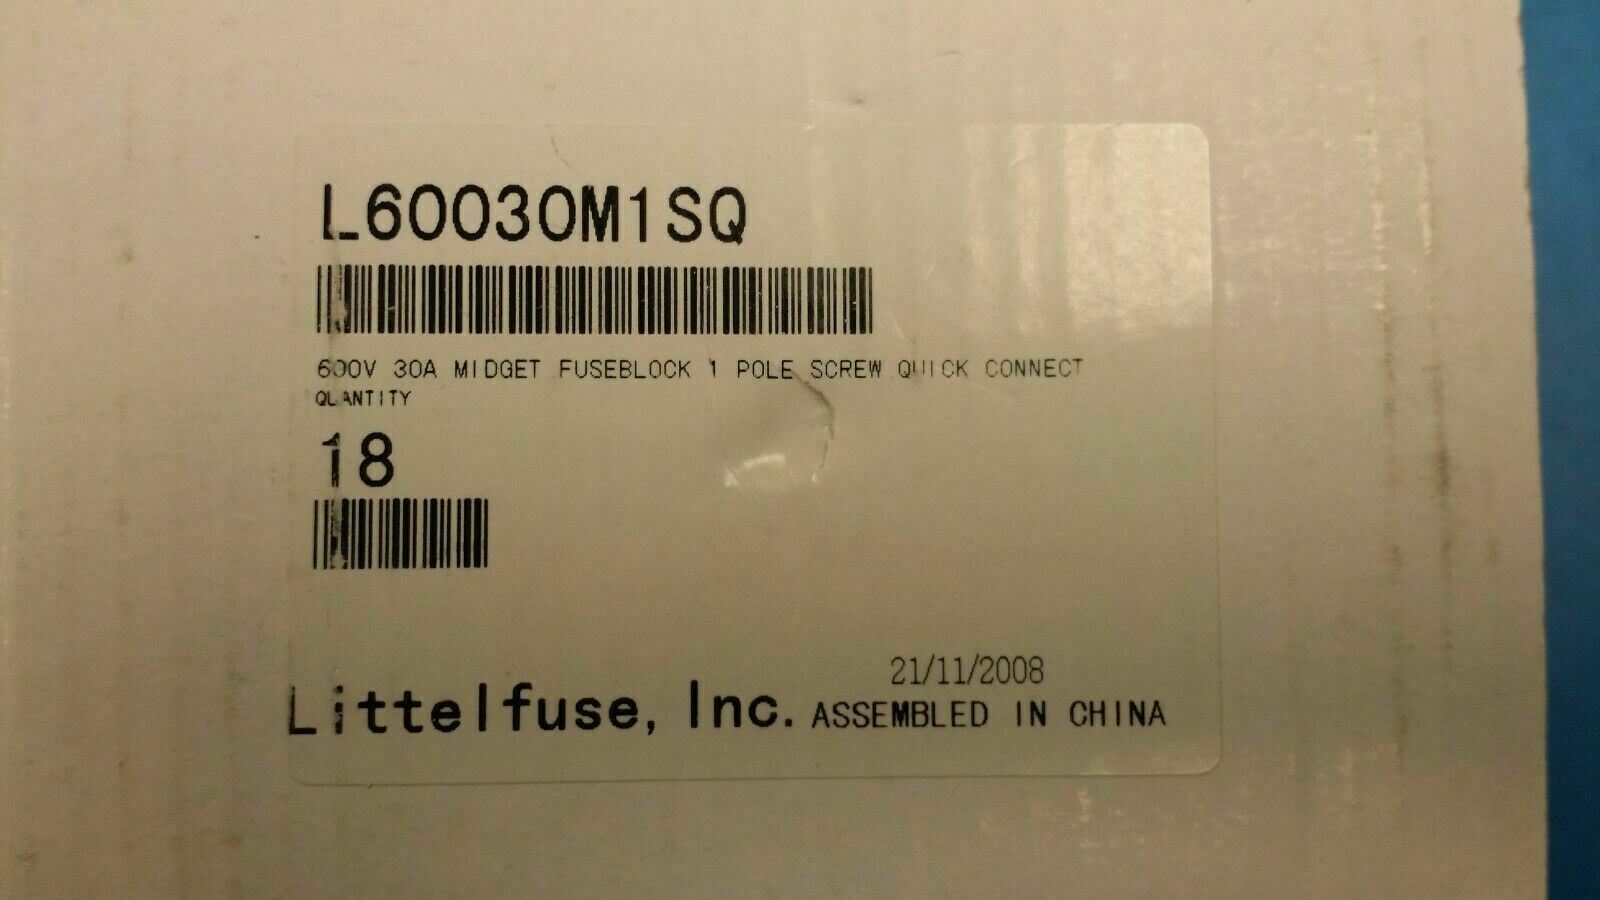 L60030M1SQ
600V 30A MIDGET FUSEBLOCK 1 POLE SCREW QUICK CONNECT
QUANTITY
18
21/11/2008
Littelfuse, Inc. ASSEMBLED IN CHINA